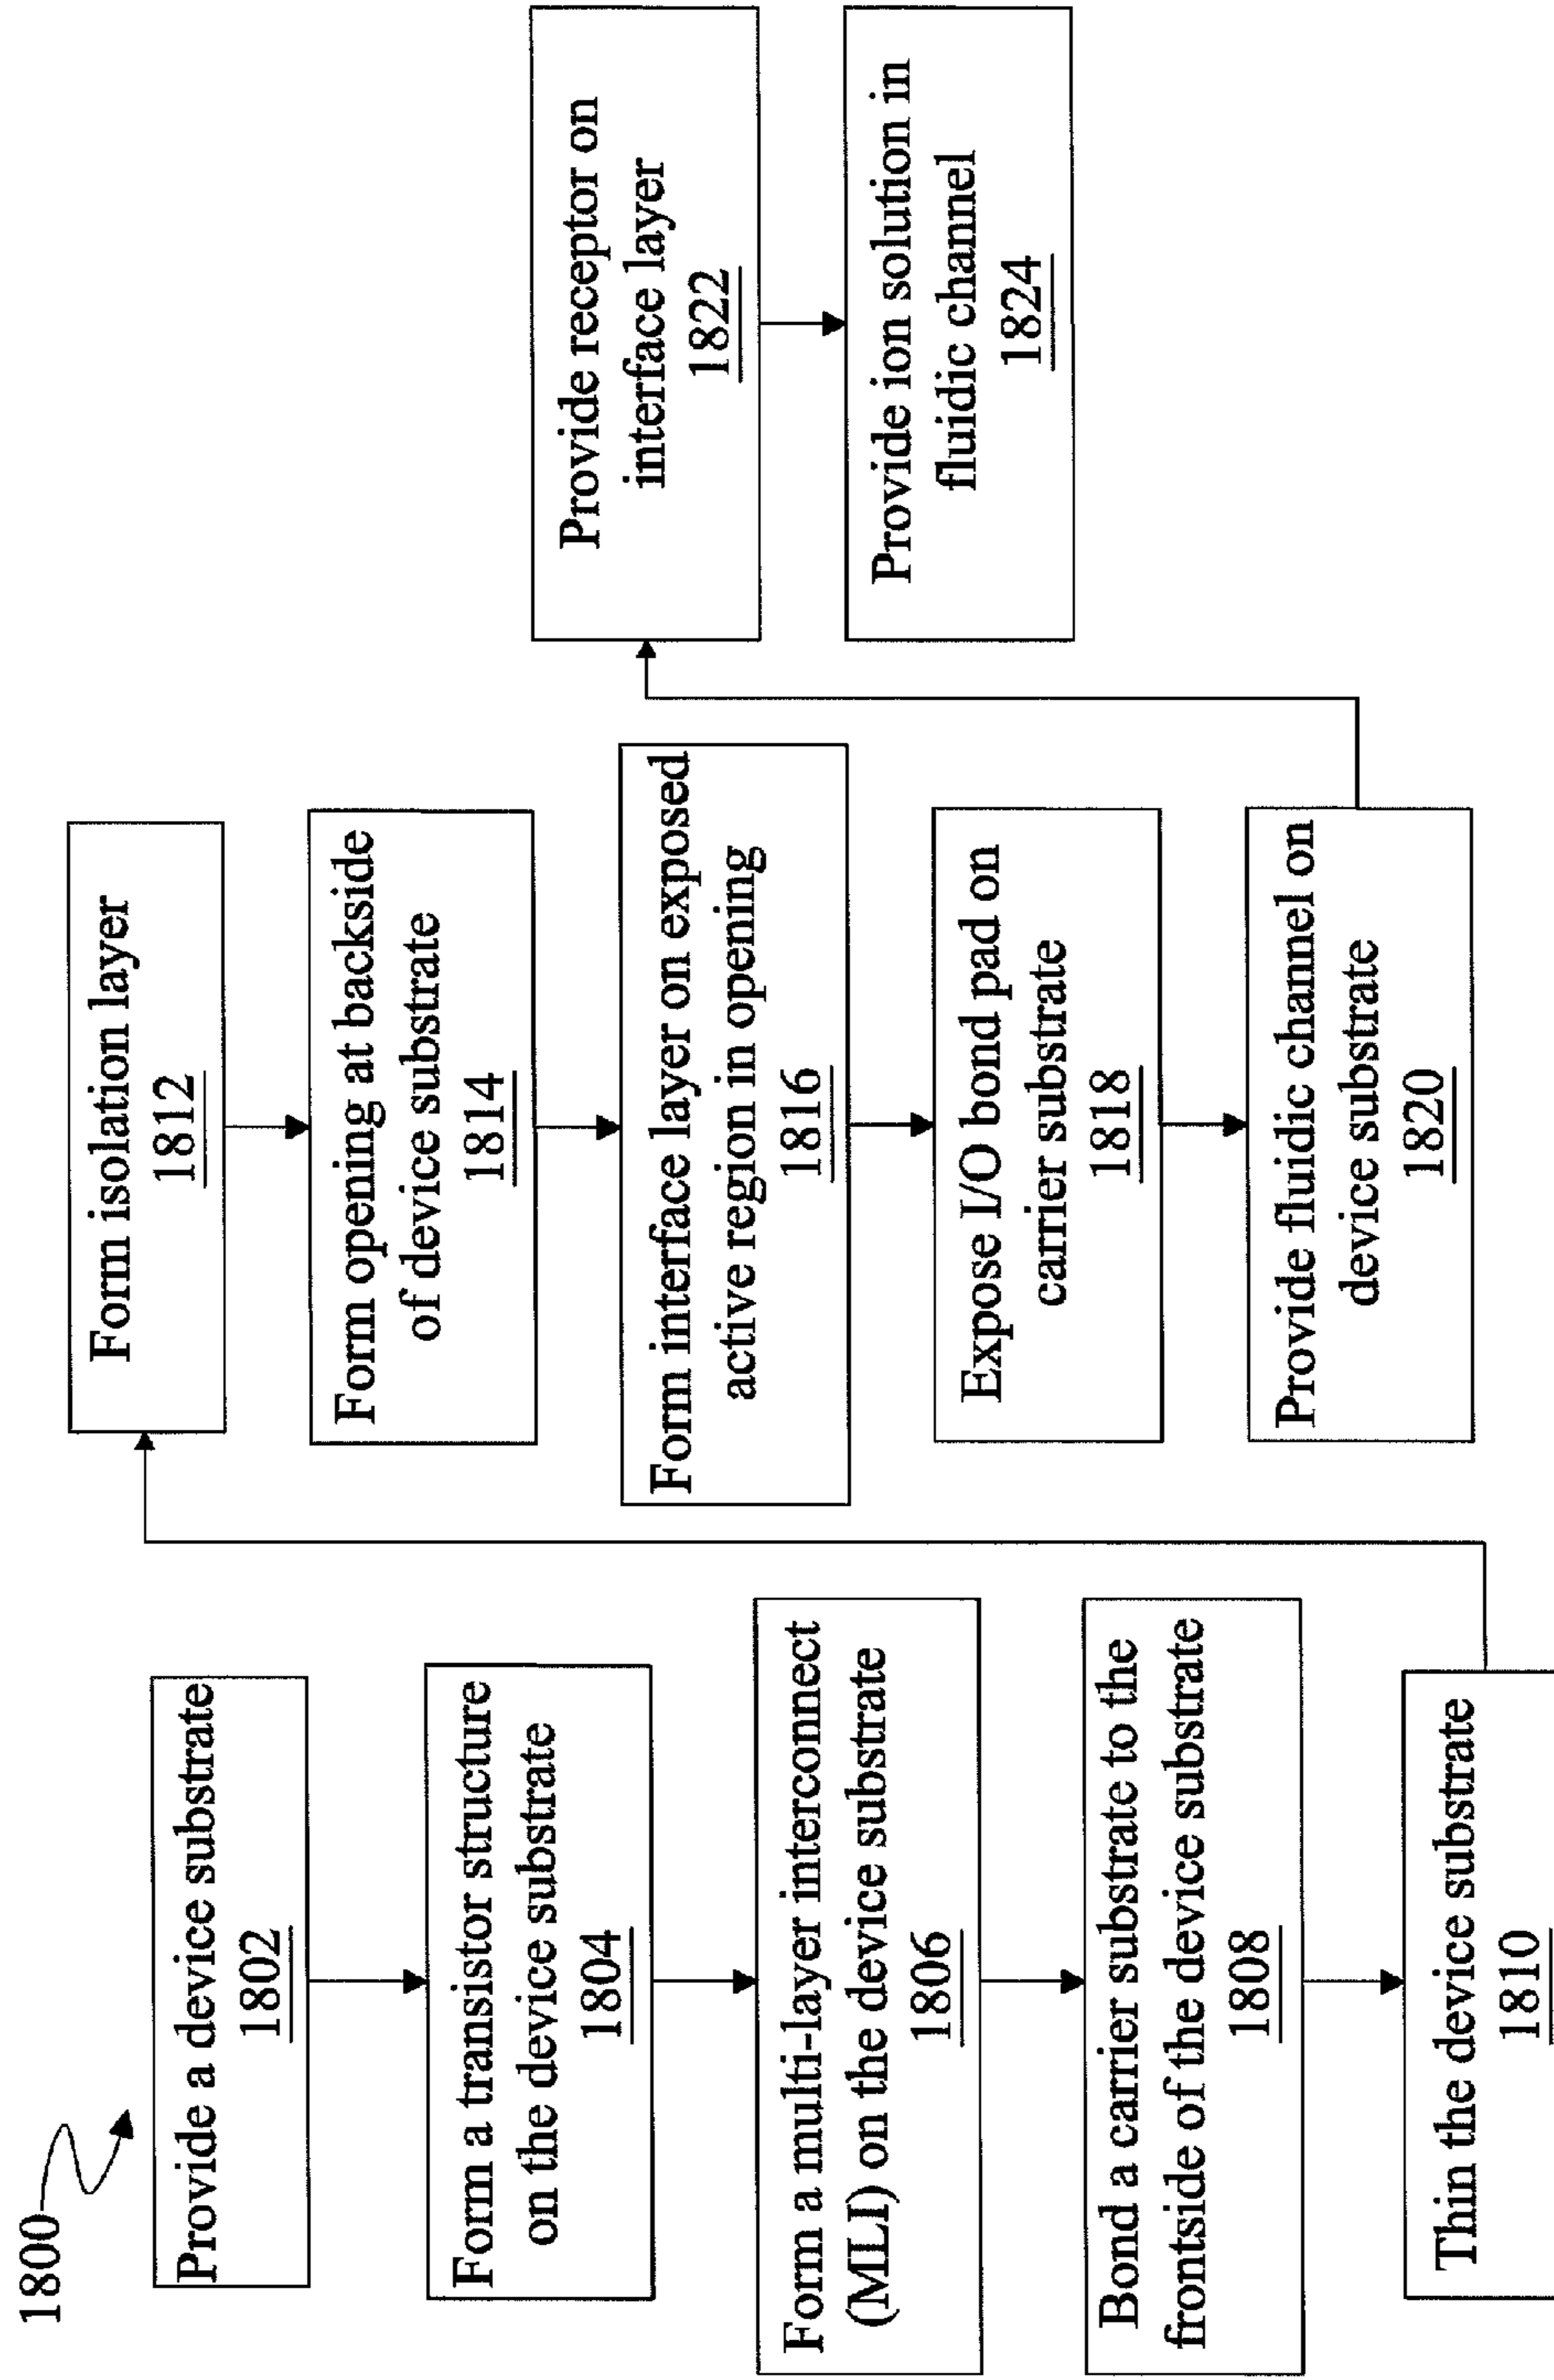 1800
Provide a device substrate
1802
Form a transistor structure
on the device substrate
1804
Form a multi-layer interconnect
(MLI) on the device substrate
1806
Bond a carrier substrate to the
frontside of the device substrate
1808
Thin the device substrate
1810
Form isolation layer
1812
Form opening at backside
of device substrate
1814
Form interface layer on exposed
active region in opening
1816
Expose I/O bond pad on
carrier substrate
1818
Provide fluidic channel on
device substrate
1820
Provide receptor on
interface layer
1822
Provide ion solution in
fluidic channel
1824